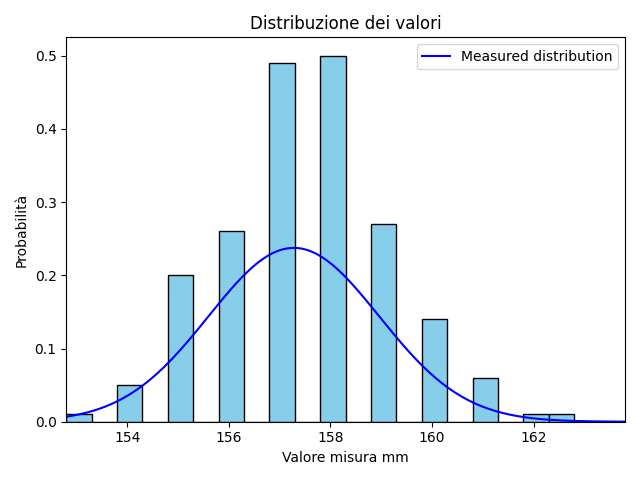 Distribuzione dei valori
Measured distribution
0.5
0.4
0.3
0.2
0.1
0.0
Probabilità
154 156 158 160 162
Valore misura mm